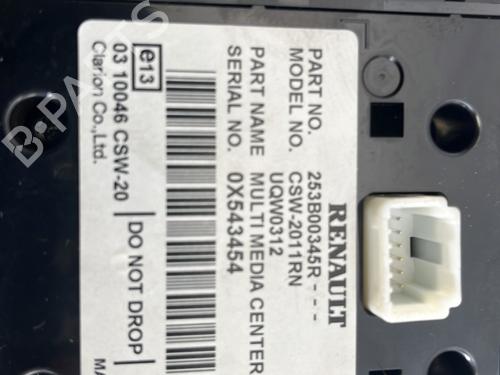 RENAULT
PART NO. 253B00345R - - -
MODEL NO. CSW-2011RN
UQW0312
PART NAME MULTI MEDIA CENTER
SERIAL NO. 0X543454
e13
03 10046 CSW-20
Clarion Co.,Ltd.
DO NOT DROP
MA
B-PARTS